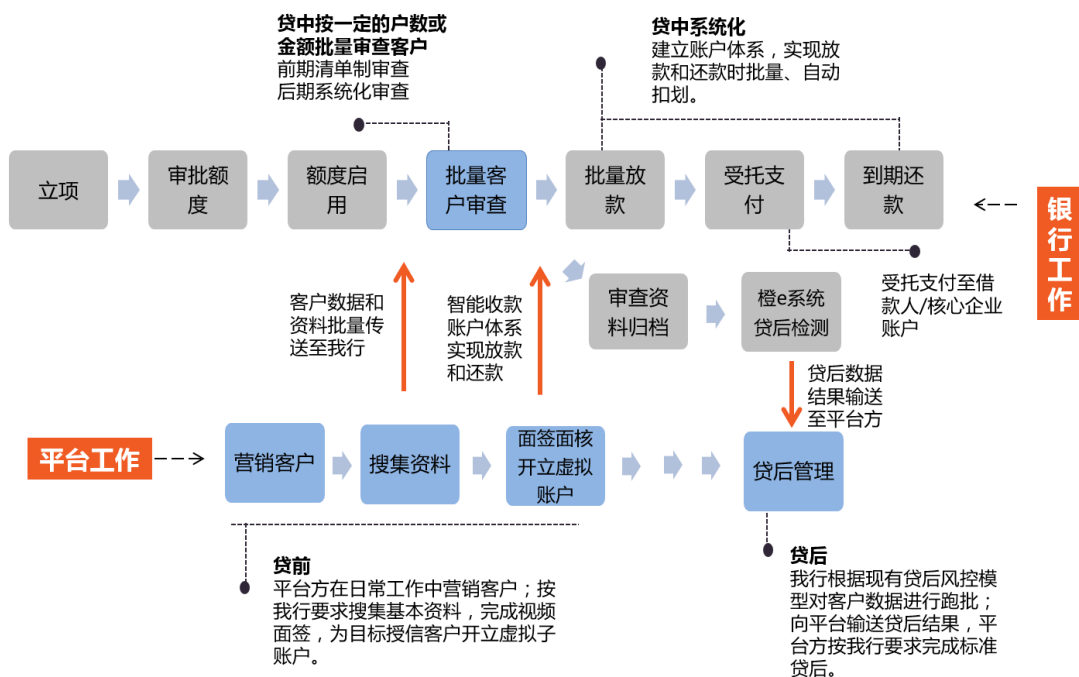 贷中按一定的户数或
金额批量审查客户
前期清单制审查
后期系统化审查
贷中系统化
建立账户体系，实现放
款和还款时批量、自动
扣划。
立项
审批额
度
额度启
用
批量客
户审查
批量放
款
受托支
付
到期还
款
银
行
工
作
客户数据和
资料批量传
送至我行
智能收款
账户体系
实现放款
和还款
审查资
料归档
橙e系统
贷后检测
受托支付至借
款人/核心企业
账户
贷后数据
结果输送
至平台方
平台工作
营销客户
搜集资料
面签面核
开立虚拟
账户
贷后管理
贷前
平台方在日常工作中营销客户；按
我行要求搜集基本资料，完成视频
面签，为目标授信客户开立虚拟子
账户。
贷后
我行根据现有贷后风控模
型对客户数据进行跑批；
向平台输送贷后结果，平
台方按我行要求完成标准
贷后。